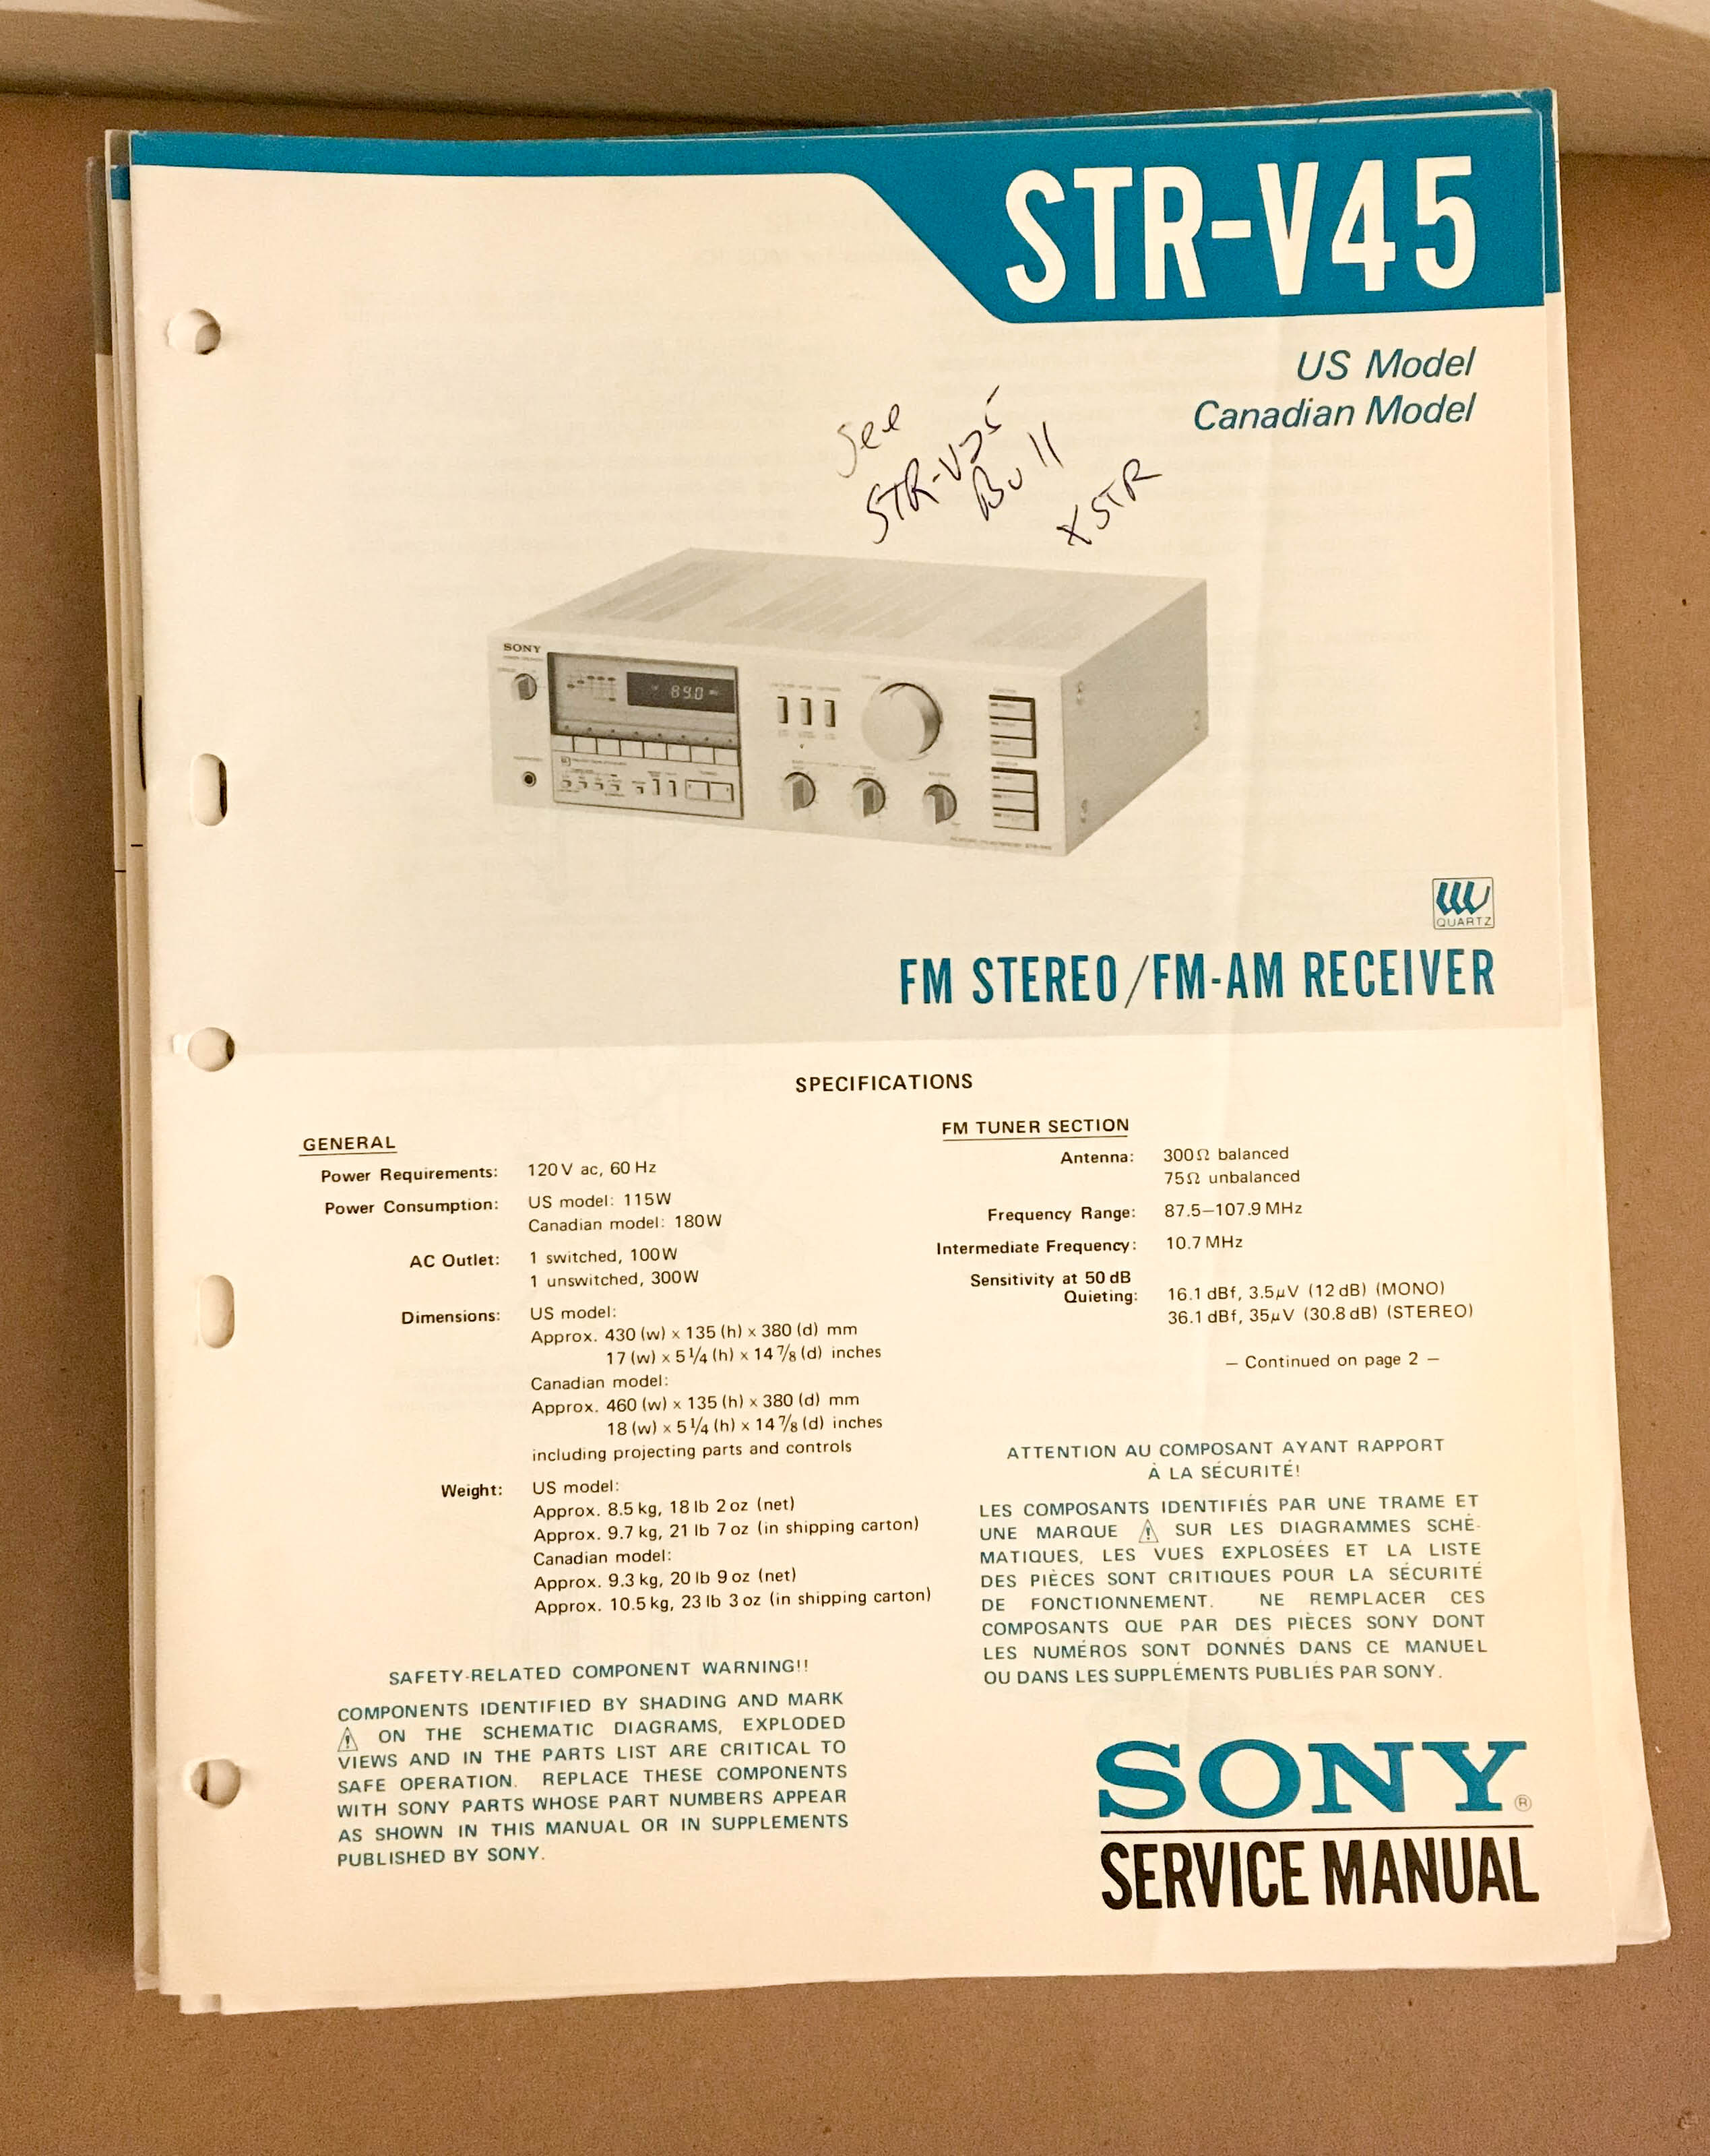 STR-V45
US Model
Canadian Model
See
STR-V75
Bull
XSTR
SONY
89.0
QUARTZ
FM STEREO/FM-AM RECEIVER
SPECIFICATIONS
GENERAL
Power Requirements: 120V ac, 60 Hz
Power Consumption: US model: 115W
Canadian model: 180W
AC Outlet: 1 switched, 100W
1 unswitched, 300W
Dimensions: US model:
Approx. 430 (w) x 135 (h) x 380 (d) mm
17 (w) x 5 1/4 (h) x 14 7/8 (d) inches
Canadian model:
Approx. 460 (w) x 135 (h) x 380 (d) mm
18 (w) x 5 1/4 (h) x 14 7/8 (d) inches
including projecting parts and controls
Weight: US model:
Approx. 8.5 kg, 18 lb 2 oz (net)
Approx. 9.7 kg, 21 lb 7 oz (in shipping carton)
Canadian model:
Approx. 9.3 kg, 20 lb 9 oz (net)
Approx. 10.5 kg, 23 lb 3 oz (in shipping carton)
SAFETY-RELATED COMPONENT WARNING!!
COMPONENTS IDENTIFIED BY SHADING AND MARK
⚠ ON THE SCHEMATIC DIAGRAMS, EXPLODED
VIEWS AND IN THE PARTS LIST ARE CRITICAL TO
SAFE OPERATION. REPLACE THESE COMPONENTS
WITH SONY PARTS WHOSE PART NUMBERS APPEAR
AS SHOWN IN THIS MANUAL OR IN SUPPLEMENTS
PUBLISHED BY SONY.
FM TUNER SECTION
Antenna: 300Ω balanced
75Ω unbalanced
Frequency Range: 87.5–107.9 MHz
Intermediate Frequency: 10.7 MHz
Sensitivity at 50 dB
Quieting: 16.1 dBf, 3.5µV (12 dB) (MONO)
36.1 dBf, 35µV (30.8 dB) (STEREO)
– Continued on page 2 –
ATTENTION AU COMPOSANT AYANT RAPPORT
À LA SÉCURITÉ!
LES COMPOSANTS IDENTIFIÉS PAR UNE TRAME ET
UNE MARQUE ⚠ SUR LES DIAGRAMMES SCHÉ-
MATIQUES, LES VUES EXPLOSÉES ET LA LISTE
DES PIÈCES SONT CRITIQUES POUR LA SÉCURITÉ
DE FONCTIONNEMENT. NE REMPLACER CES
COMPOSANTS QUE PAR DES PIÈCES SONY DONT
LES NUMÉROS SONT DONNÉS DANS CE MANUEL
OU DANS LES SUPPLÉMENTS PUBLIÉS PAR SONY.
SONY®
SERVICE MANUAL